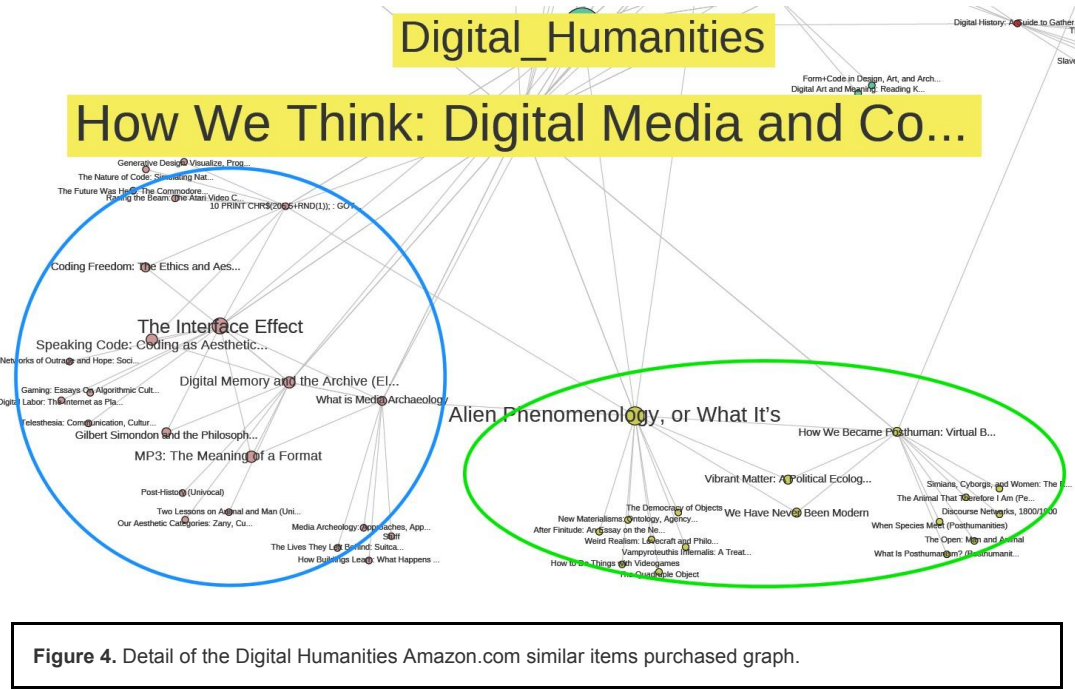 Digital_Humanities
Digital History: A Guide to Gather
Slave
Form+Code in Design, Art, and Arch...
Digital Art and Meaning: Reading K...
How We Think: Digital Media and Co...
Generative Design: Visualize, Prog...
The Nature of Code: Simulating Nat...
The Future Was Here: The Commodore...
Racing the Beam: The Atari Video C...
10 PRINT CHR$(205.5+RND(1)); : GOT...
Coding Freedom: The Ethics and Aes...
The Interface Effect
Speaking Code: Coding as Aesthetic...
Networks of Outrage and Hope: Soci...
Digital Memory and the Archive (El...
Gaming: Essays On Algorithmic Cult...
Digital Labor: The Internet as Pla...
What is Media Archaeology
Telesthesia: Communication, Cultur...
Gilbert Simondon and the Philosoph...
MP3: The Meaning of a Format
Post-History (Univocal)
Two Lessons on Animal and Man (Uni...
Our Aesthetic Categories: Zany, Cu...
Media Archeology: Approaches, App...
Stuff
The Lives They Left Behind: Suitca...
How Buildings Learn: What Happens ...
Alien Phenomenology, or What It's
How We Became Posthuman: Virtual B...
Vibrant Matter: A Political Ecolog...
We Have Never Been Modern
The Democracy of Objects
New Materialisms: Ontology, Agency...
After Finitude: An Essay on the Ne...
Weird Realism: Lovecraft and Philo...
Vampyroteuthis Infernalis: A Treat...
How to Do Things with Videogames
The Quadruple Object
Simians, Cyborgs, and Women: The R...
The Animal That Therefore I Am (Pe...
Discourse Networks, 1800/1900
When Species Meet (Posthumanities)
The Open: Man and Animal
What Is Posthumanism? (Posthumanit...
Figure 4. Detail of the Digital Humanities Amazon.com similar items purchased graph.